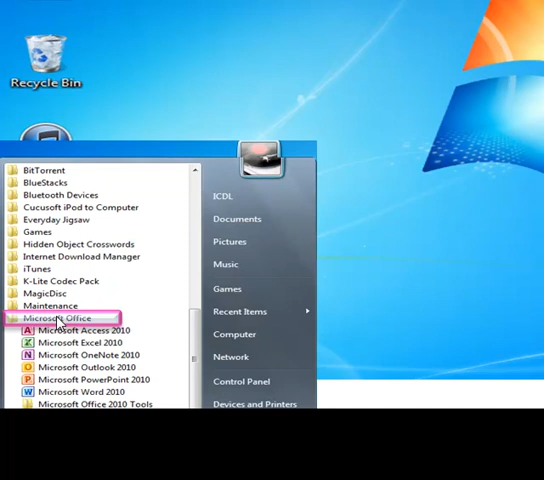 Recycle Bin
BitTorrent
BlueStacks
Bluetooth Devices
Cucusoft iPod to Computer
Everyday Jigsaw
Games
Hidden Object Crosswords
Internet Download Manager
iTunes
K-Lite Codec Pack
MagicDisc
Maintenance
Microsoft Office
Microsoft Access 2010
Microsoft Excel 2010
Microsoft OneNote 2010
Microsoft Outlook 2010
Microsoft PowerPoint 2010
Microsoft Word 2010
Microsoft Office 2010 Tools
ICDL
Documents
Pictures
Music
Games
Recent Items
Computer
Network
Control Panel
Devices and Printers